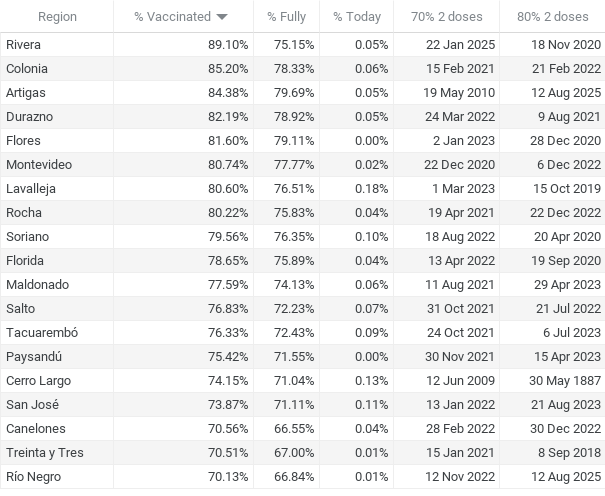 Region % Vaccinated % Fully % Today 70% 2 doses 80% 2 doses
Rivera 89.10% 75.15% 0.05% 22 Jan 2025 18 Nov 2020
Colonia 85.20% 78.33% 0.06% 15 Feb 2021 21 Feb 2022
Artigas 84.38% 79.69% 0.05% 19 May 2010 12 Aug 2025
Durazno 82.19% 78.92% 0.05% 24 Mar 2022 9 Aug 2021
Flores 81.60% 79.11% 0.00% 2 Jan 2023 28 Dec 2020
Montevideo 80.74% 77.77% 0.02% 22 Dec 2020 6 Dec 2022
Lavalleja 80.60% 76.51% 0.18% 1 Mar 2023 15 Oct 2019
Rocha 80.22% 75.83% 0.04% 19 Apr 2021 22 Dec 2022
Soriano 79.56% 76.35% 0.10% 18 Aug 2022 20 Apr 2020
Florida 78.65% 75.89% 0.04% 13 Apr 2022 19 Sep 2020
Maldonado 77.59% 74.13% 0.06% 11 Aug 2021 29 Apr 2023
Salto 76.83% 72.23% 0.07% 31 Oct 2021 21 Jul 2022
Tacuarembó 76.33% 72.43% 0.09% 24 Oct 2021 6 Jul 2023
Paysandú 75.42% 71.55% 0.00% 30 Nov 2021 15 Apr 2023
Cerro Largo 74.15% 71.04% 0.13% 12 Jun 2009 30 May 1887
San José 73.87% 71.11% 0.11% 13 Jan 2022 21 Aug 2023
Canelones 70.56% 66.55% 0.04% 28 Feb 2022 30 Dec 2022
Treinta y Tres 70.51% 67.00% 0.01% 15 Jan 2021 8 Sep 2018
Río Negro 70.13% 66.84% 0.01% 12 Nov 2022 12 Aug 2025